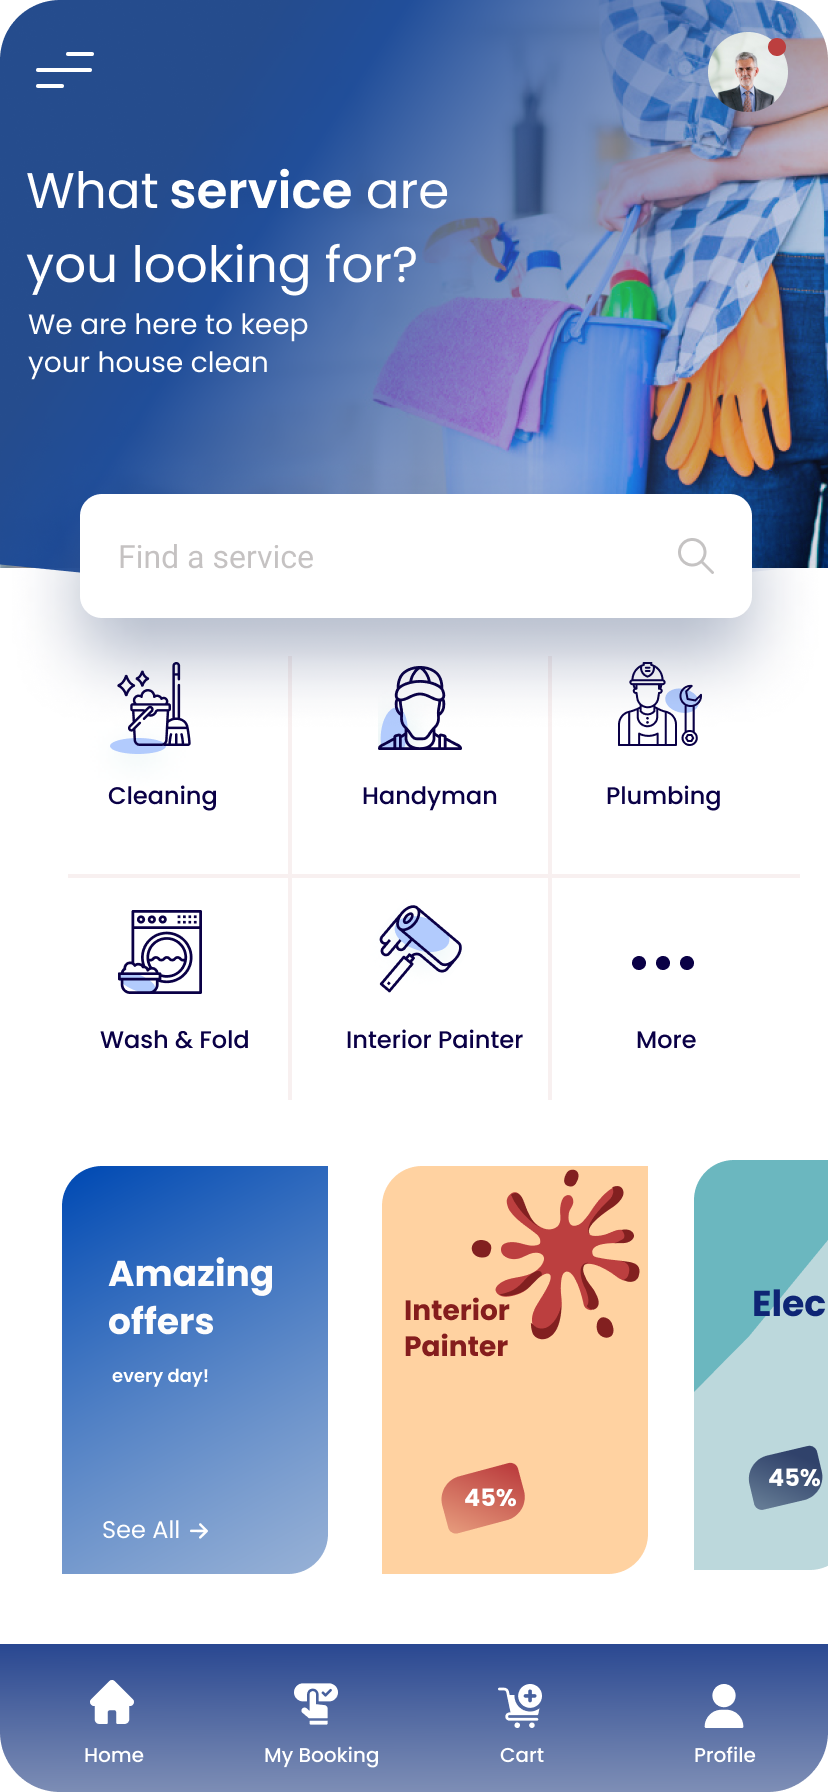 What service are
you looking for?
We are here to keep
your house clean
Find a service
Cleaning
Handyman
Plumbing
Wash & Fold
Interior Painter
More
Amazing
offers
every day!
See All →
Interior
Painter
45%
Elec
45%
Home
My Booking
Cart
Profile